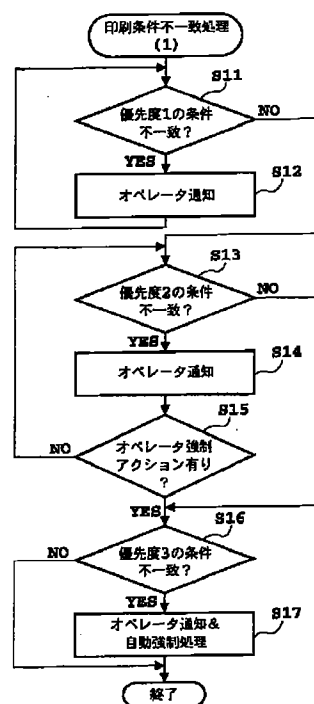 印刷条件不一致処理
(1)
S11
優先度1の条件
不一致?
NO
YES
S12
オペレータ通知
S13
優先度2の条件
不一致?
NO
YES
S14
オペレータ通知
S15
オペレータ強制
アクション有り
?
NO
YES
S16
優先度3の条件
不一致?
NO
YES
S17
オペレータ通知&
自動強制処理
終了